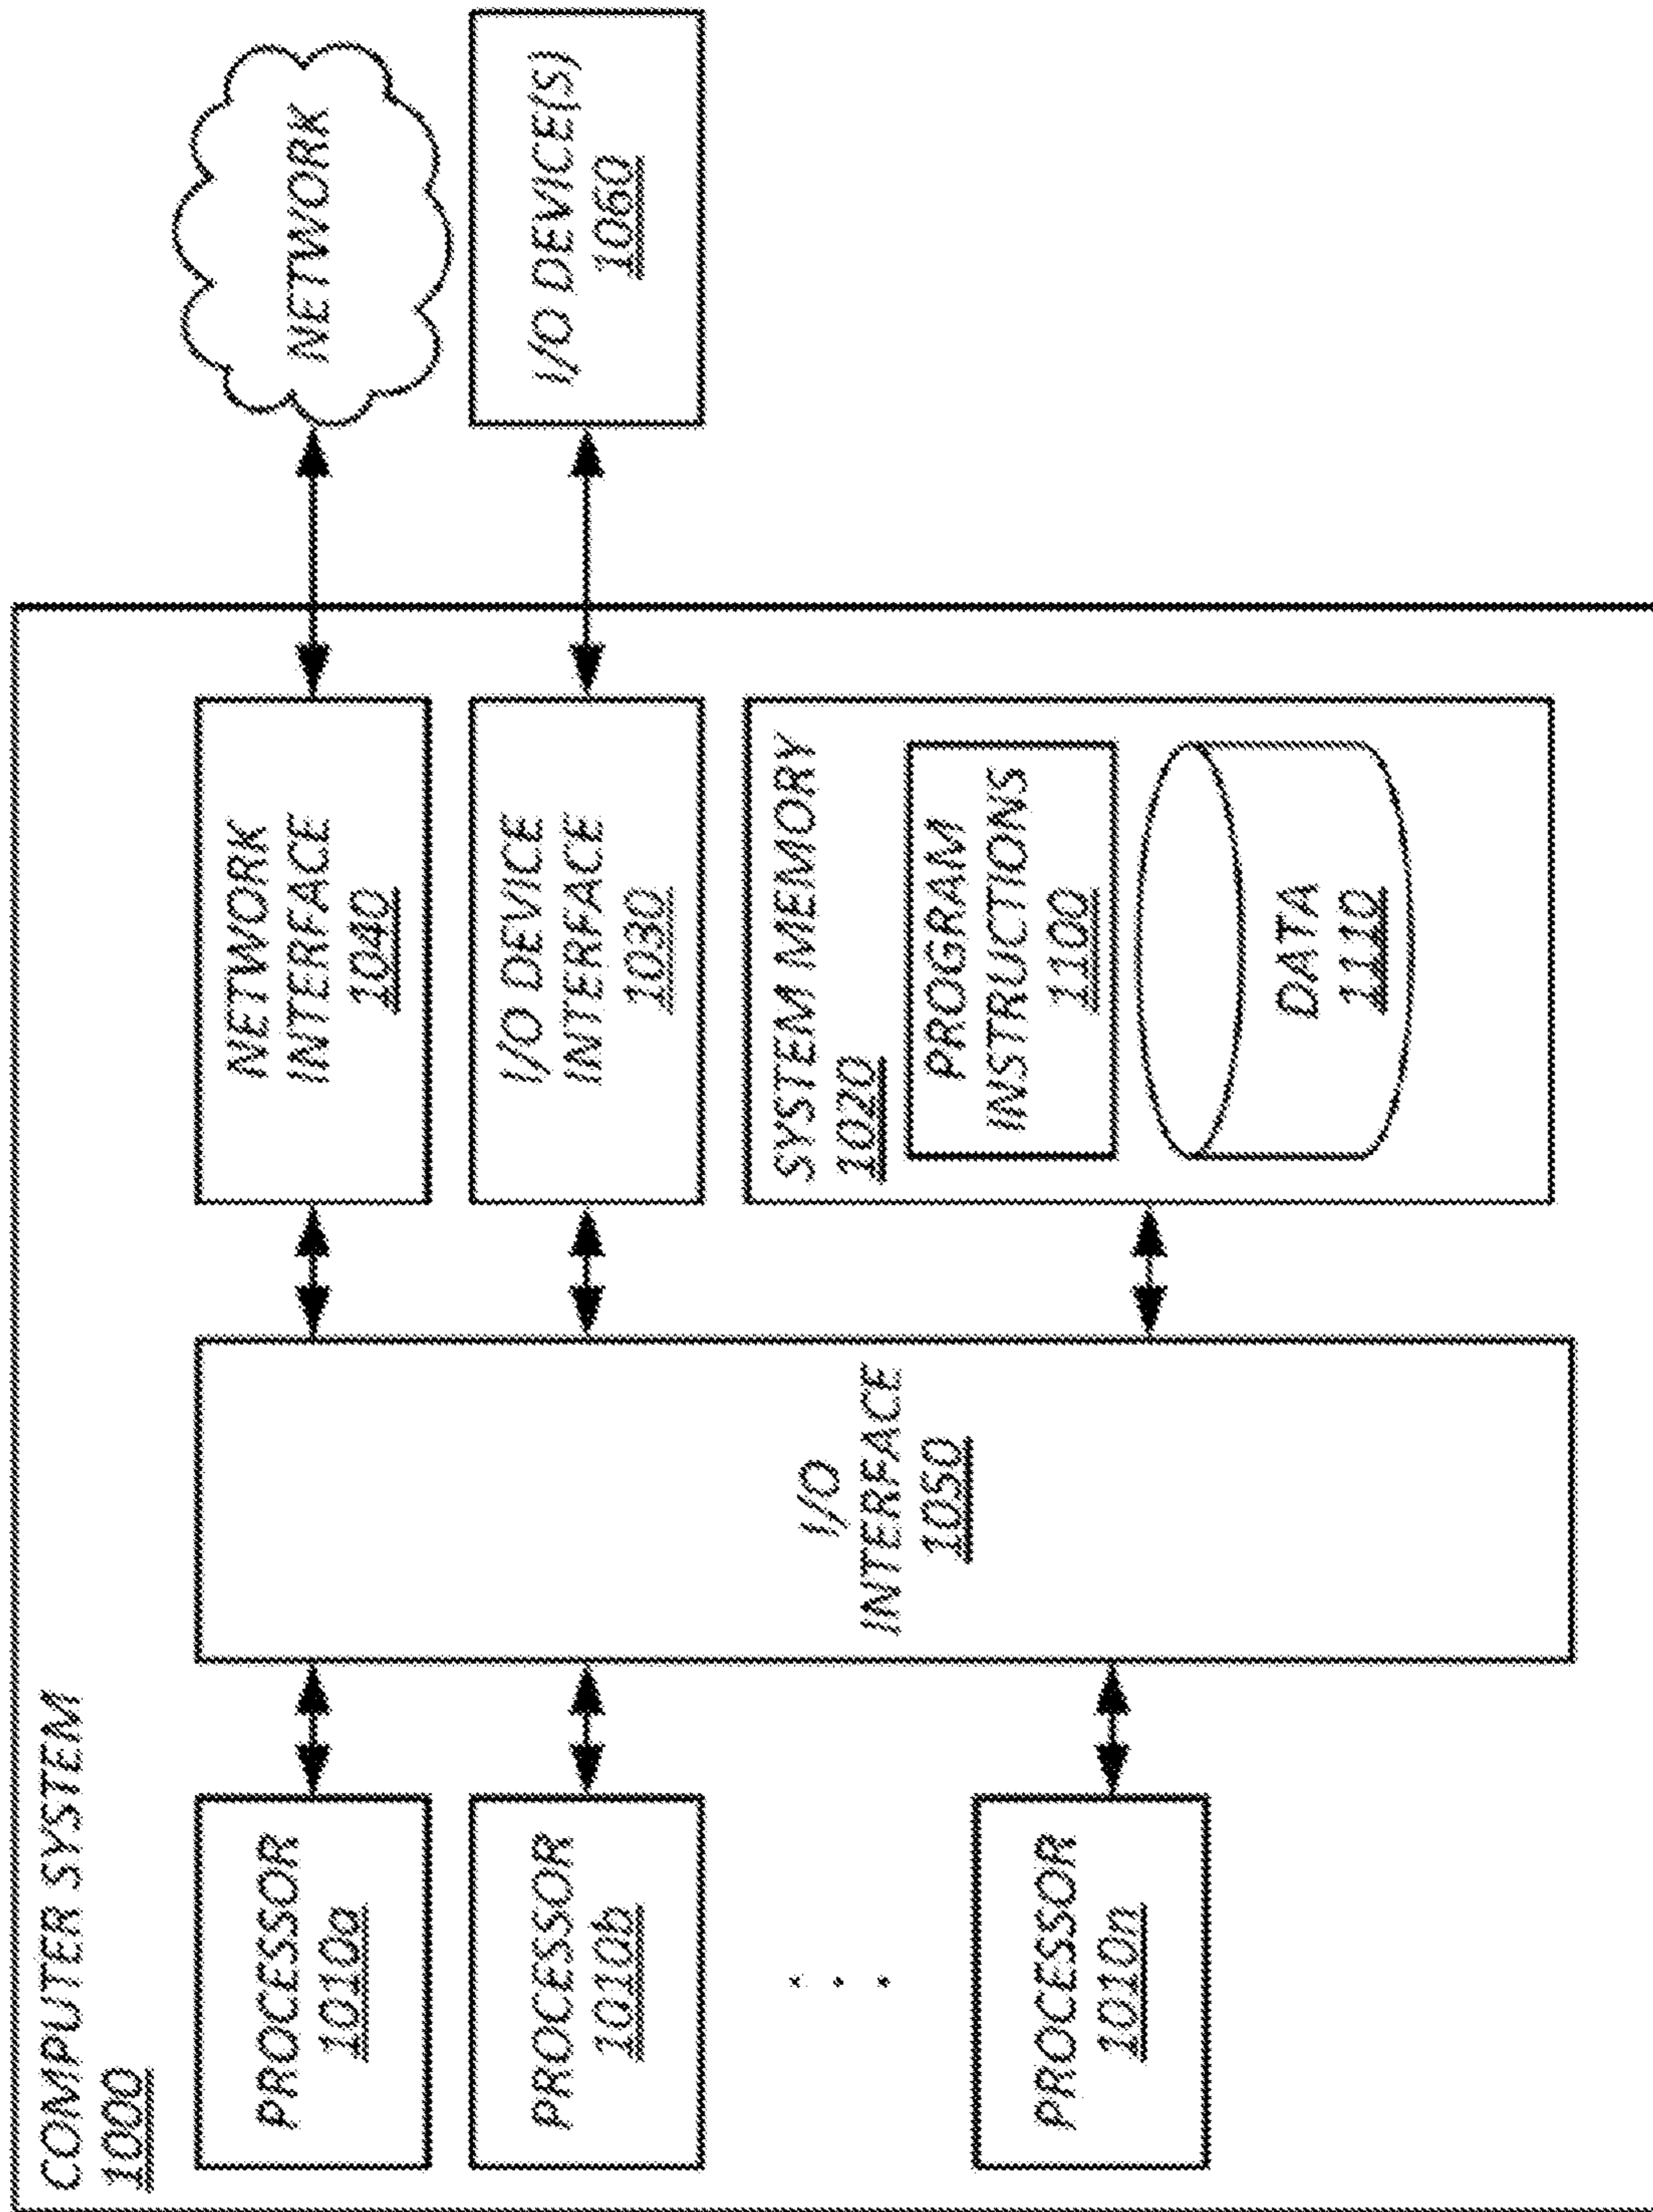 COMPUTER SYSTEM
1000
PROCESSOR
1010a
PROCESSOR
1010b
. . .
PROCESSOR
1010n
I/O
INTERFACE
1050
NETWORK
INTERFACE
1040
I/O DEVICE
INTERFACE
1030
SYSTEM MEMORY
1020
PROGRAM
INSTRUCTIONS
1100
DATA
1110
NETWORK
I/O DEVICE(S)
1060